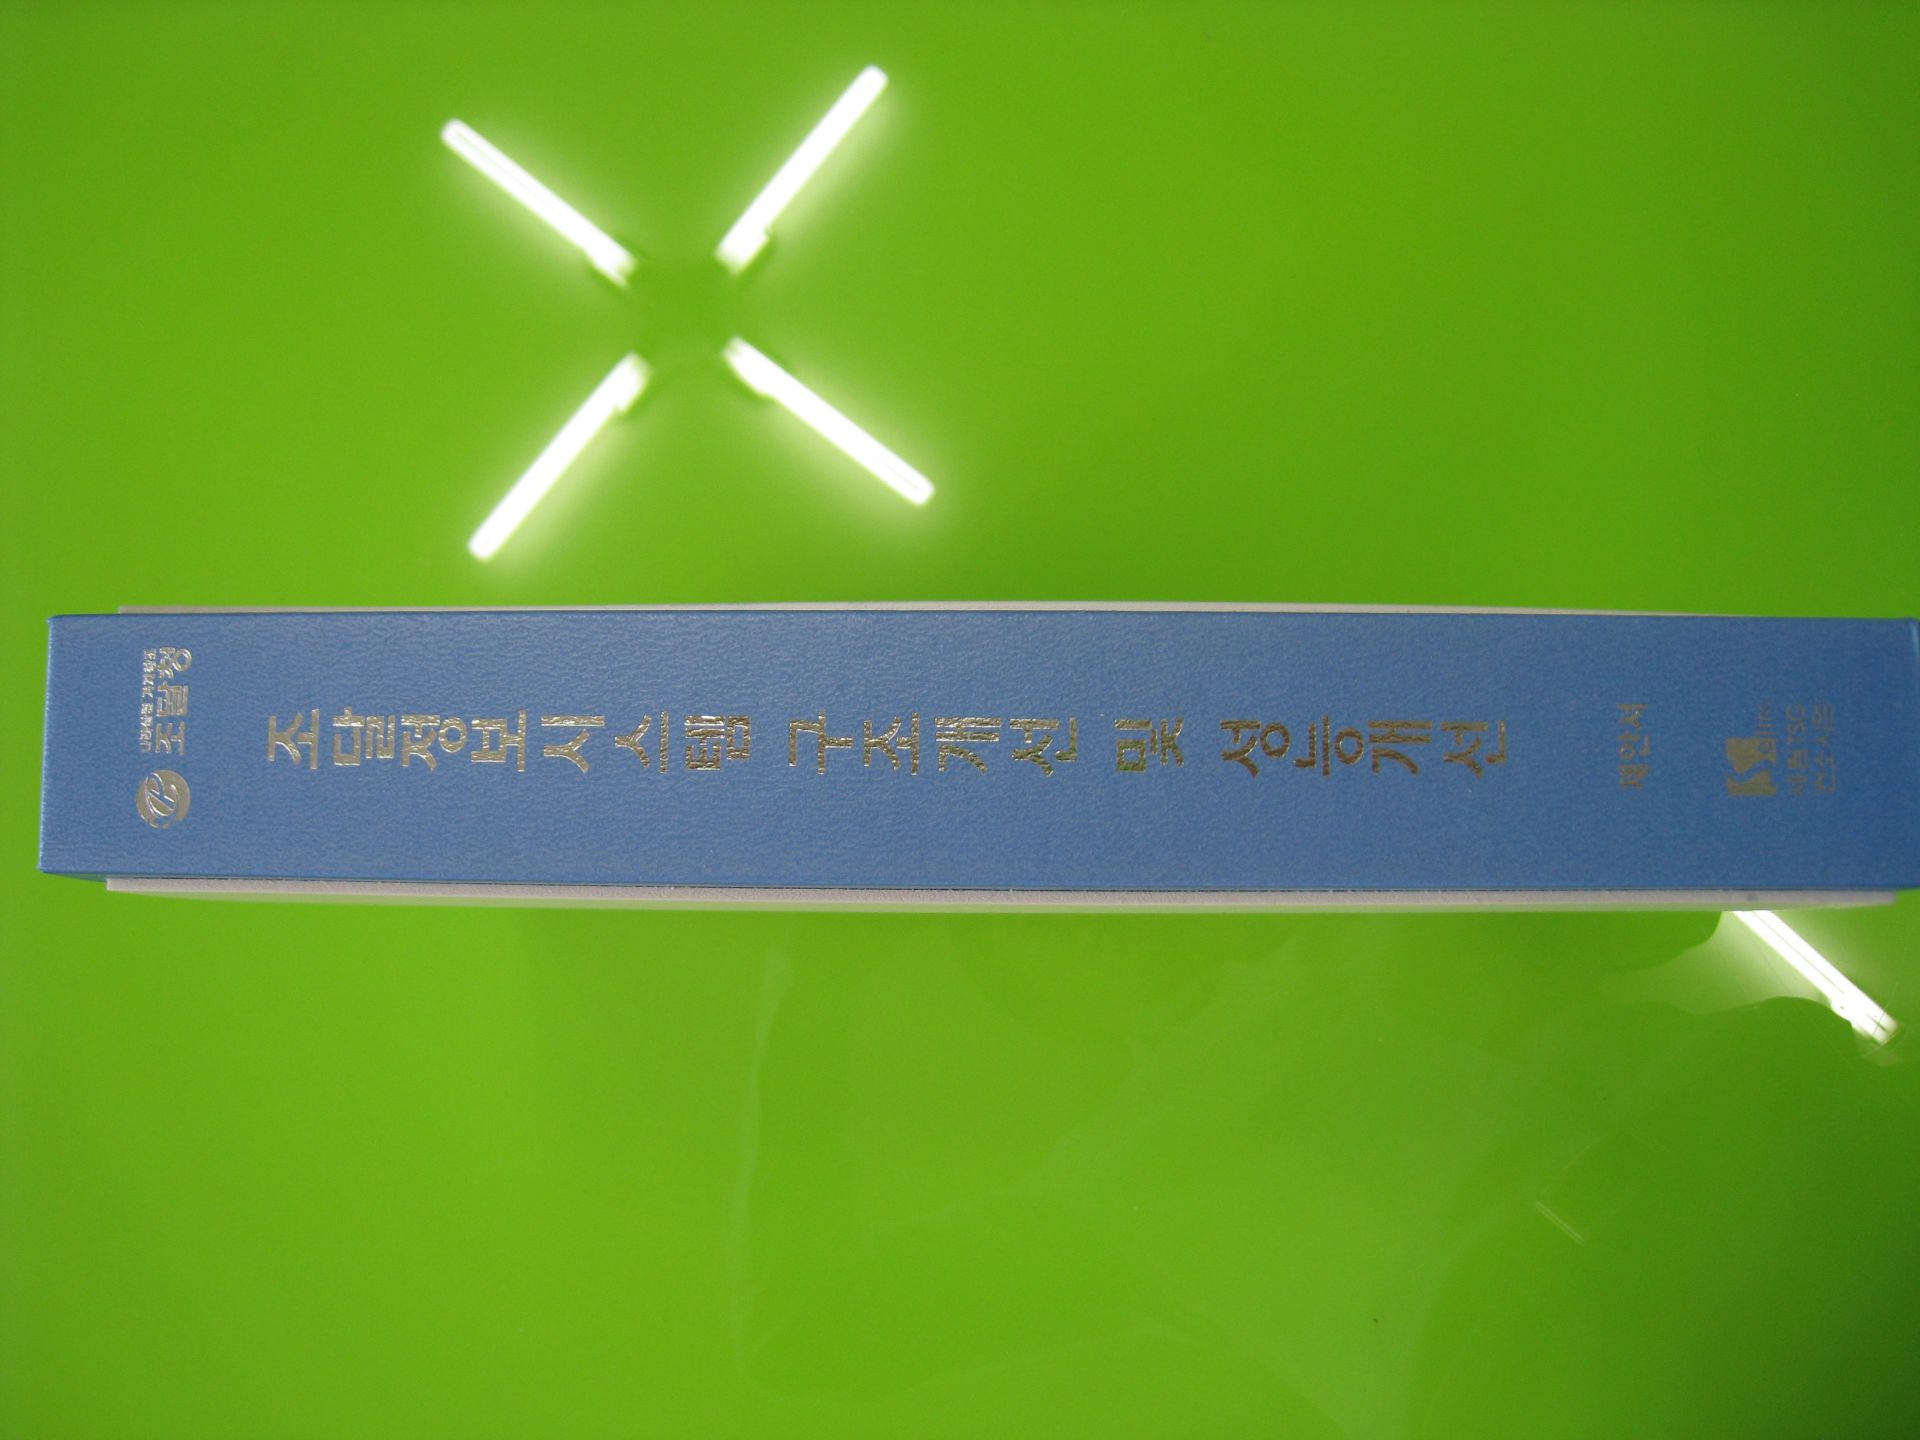 조달청
조달정보시스템 구조개선 및 성능개선
제안서